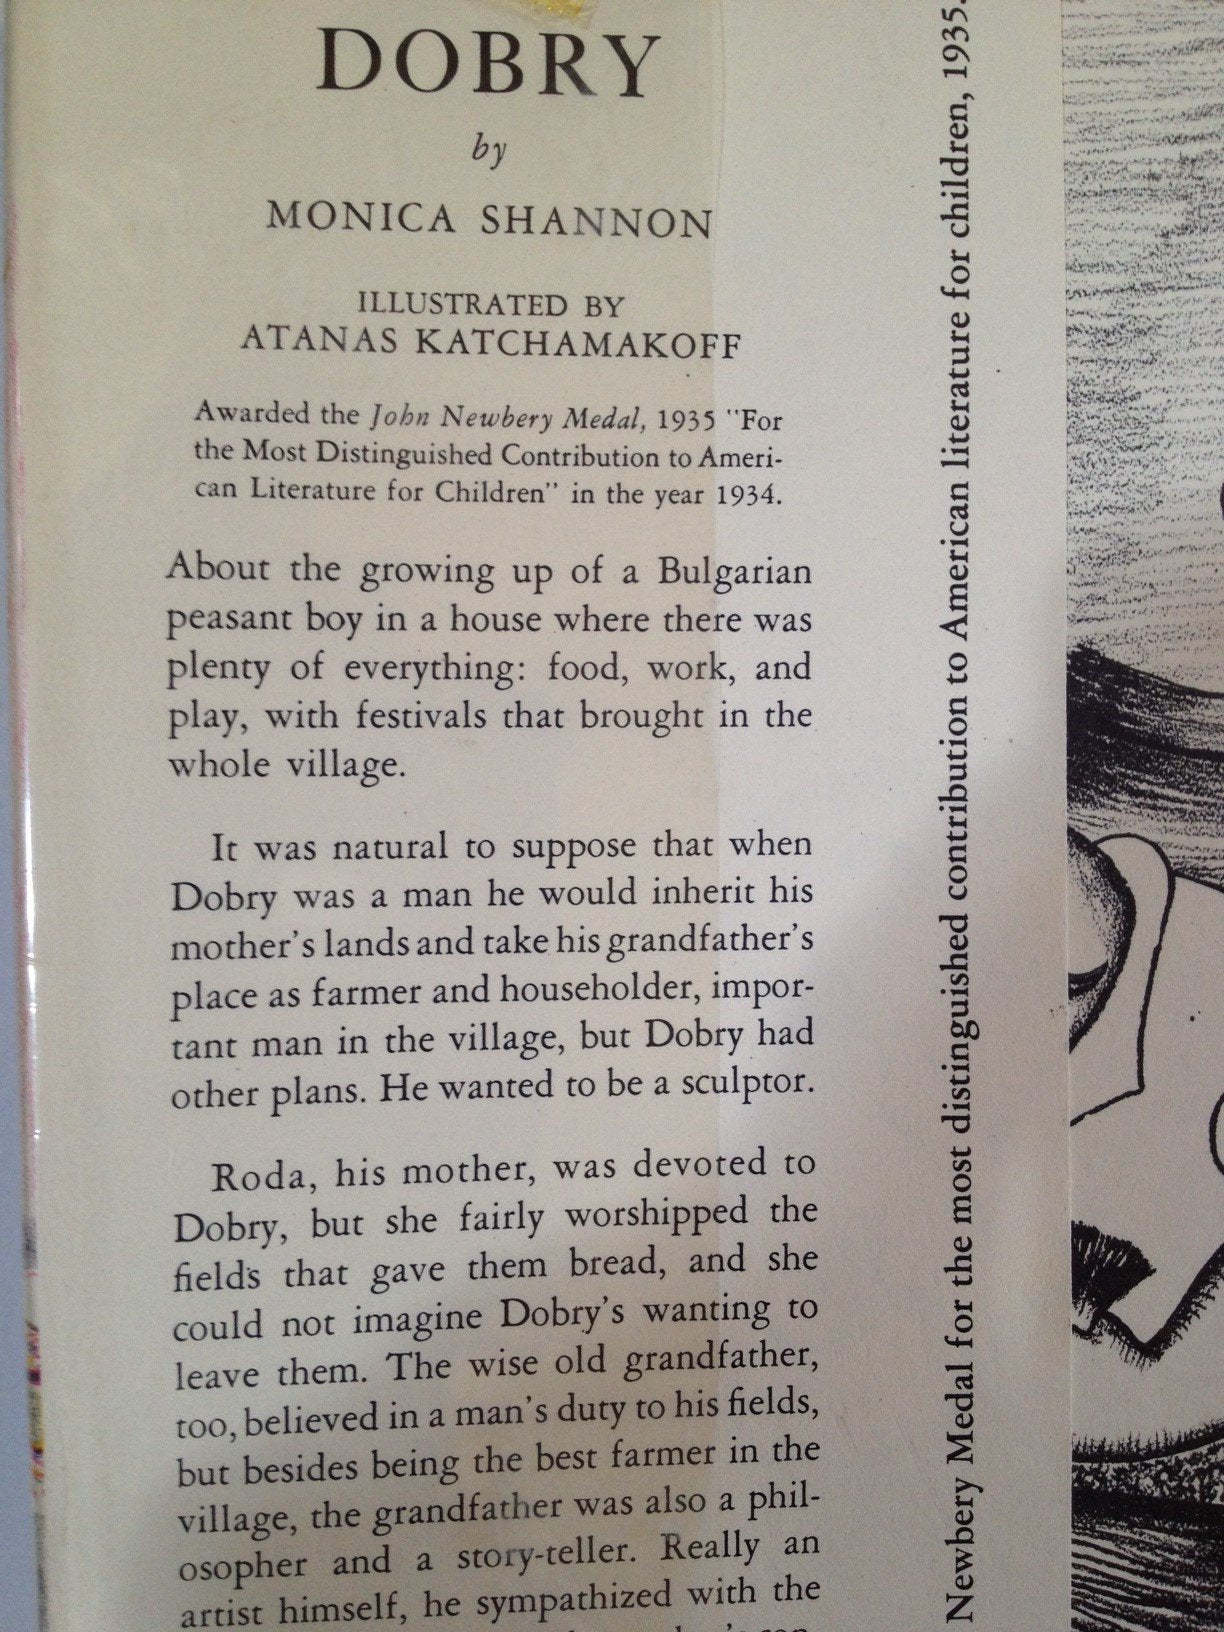 DOBRY
by
MONICA SHANNON
ILLUSTRATED BY
ATANAS KATCHAMAKOFF
Awarded the John Newbery Medal, 1935 "For
the Most Distinguished Contribution to Ameri-
can Literature for Children" in the year 1934.
About the growing up of a Bulgarian
peasant boy in a house where there was
plenty of everything: food, work, and
play, with festivals that brought in the
whole village.
It was natural to suppose that when
Dobry was a man he would inherit his
mother's lands and take his grandfather's
place as farmer and householder, impor-
tant man in the village, but Dobry had
other plans. He wanted to be a sculptor.
Roda, his mother, was devoted to
Dobry, but she fairly worshipped the
fields that gave them bread, and she
could not imagine Dobry's wanting to
leave them. The wise old grandfather,
too, believed in a man's duty to his fields,
but besides being the best farmer in the
village, the grandfather was also a phil-
osopher and a story-teller. Really an
artist himself, he sympathized with the
Newbery Medal for the most distinguished contribution to American literature for children, 1935.